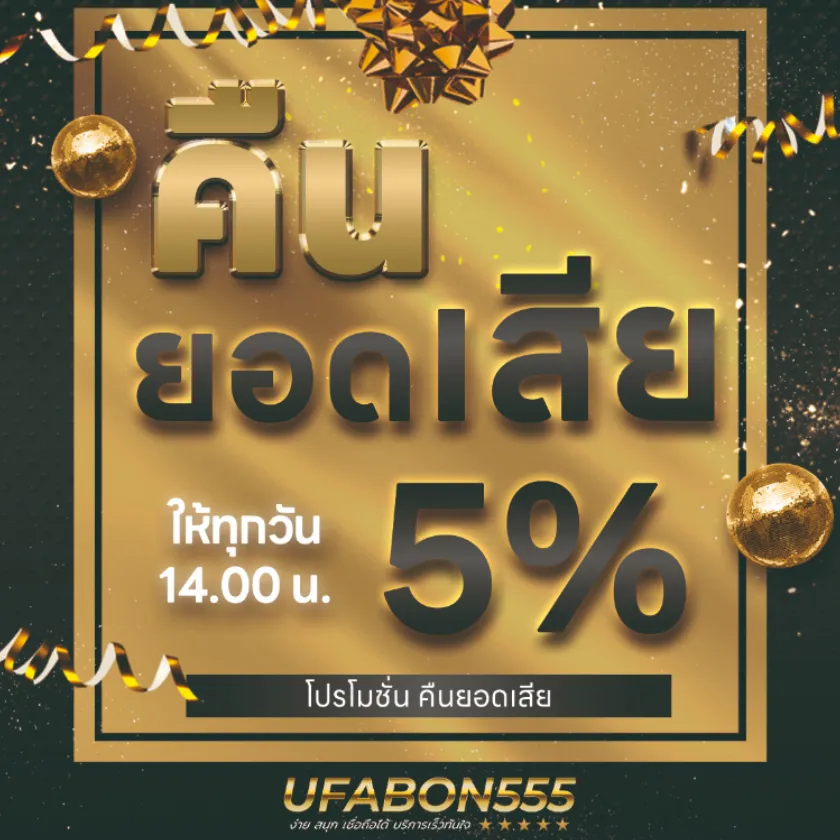 คืน
ยอดเสีย
ให้ทุกวัน
14.00 น.
5%
โปรโมชั่น คืนยอดเสีย
UFABON555
ง่าย สนุก เชื่อถือได้ บริการเร็วทันใจ